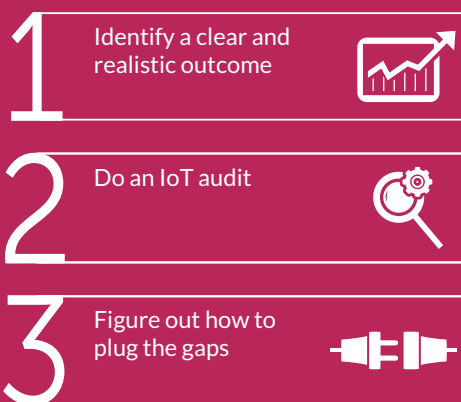 1
Identify a clear and
realistic outcome
2
Do an IoT audit
3
Figure out how to
plug the gaps